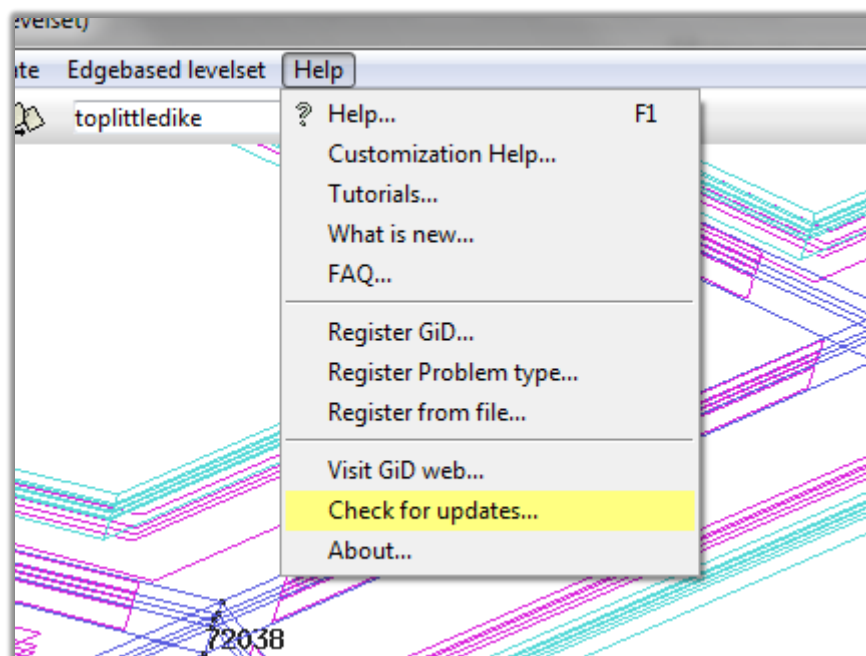 evelset)
ate Edgebased levelset Help
toplittledike
? Help... F1
Customization Help...
Tutorials...
What is new...
FAQ...
Register GiD...
Register Problem type...
Register from file...
Visit GiD web...
Check for updates...
About...
72038